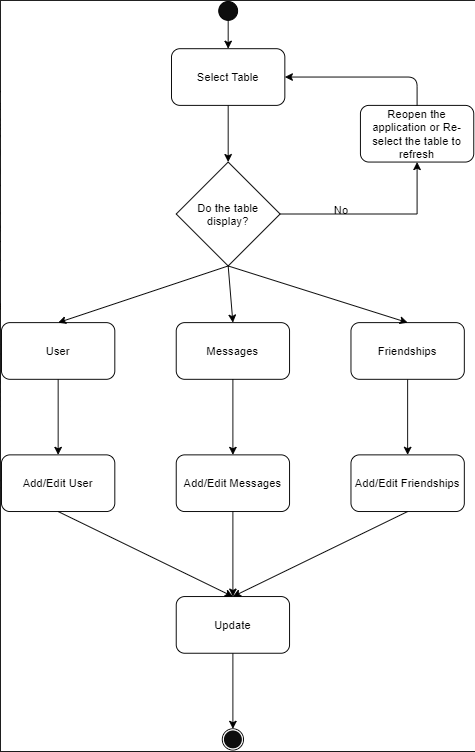 Select Table
Reopen the
application or Re-
select the table to
refresh
Do the table
display?
No
User
Messages
Friendships
Add/Edit User
Add/Edit Messages
Add/Edit Friendships
Update